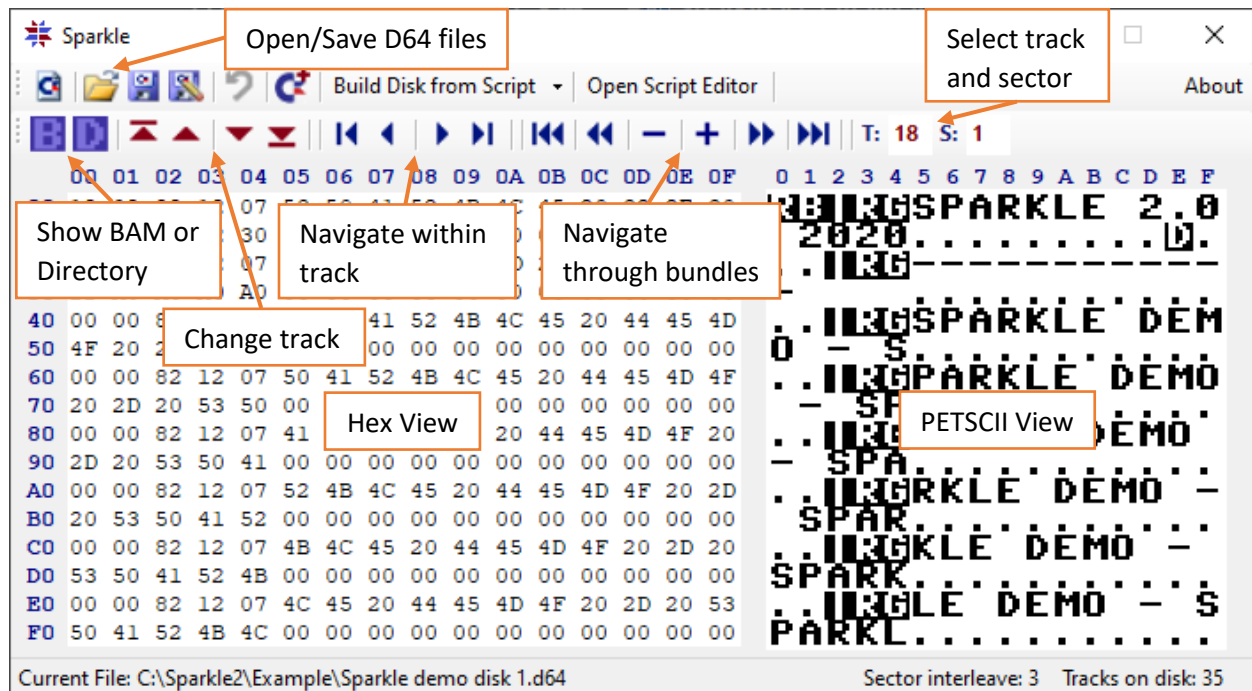 Sparkle
Open/Save D64 files
Select track
and sector
Build Disk from Script
Open Script Editor
About
T: 18 S: 1
00 01 02 03 04 05 06 07 08 09 0A 0B 0C 0D 0E 0F
0 1 2 3 4 5 6 7 8 9 A B C D E F
SPARKLE 2.0
Show BAM or
Directory
30
Navigate within
track
Navigate
through bundles
2020..........
07
------------
A0
40 00 00 41 52 4B 4C 45 20 44 45 4D
SPARKLE DEM
50 4F 20 00 00 00 00 00 00 00 00 00
Change track
O - S
60 00 00 82 12 07 50 41 52 4B 4C 45 20 44 45 4D 4F
PARKLE DEMO
70 20 2D 20 53 50 00 00 00 00 00 00 00
- SP
Hex View
PETSCII View
80 00 00 82 12 07 41 20 44 45 4D 4F 20
EMO
90 2D 20 53 50 41 00 00 00 00 00 00 00 00 00 00 00
- SPA...........
A0 00 00 82 12 07 52 4B 4C 45 20 44 45 4D 4F 20 2D
RKLE DEMO -
B0 20 53 50 41 52 00 00 00 00 00 00 00 00 00 00 00
SPAR...........
C0 00 00 82 12 07 4B 4C 45 20 44 45 4D 4F 20 2D 20
KLE DEMO -
D0 53 50 41 52 4B 00 00 00 00 00 00 00 00 00 00 00
SPARK...........
E0 00 00 82 12 07 4C 45 20 44 45 4D 4F 20 2D 20 53
LE DEMO - S
F0 50 41 52 4B 4C 00 00 00 00 00 00 00 00 00 00 00
PARKL...........
Current File: C:\Sparkle2\Example\Sparkle demo disk 1.d64
Sector interleave: 3 Tracks on disk: 35